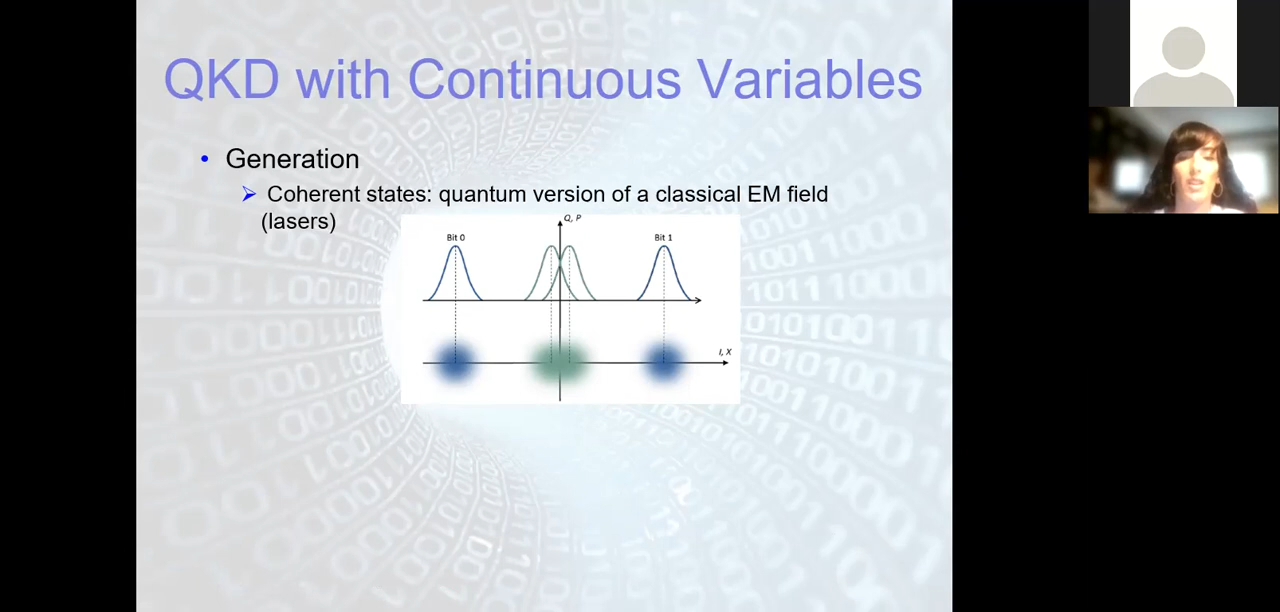 QKD with Continuous Variables
• Generation
➢ Coherent states: quantum version of a classical EM field
(lasers)
Q, P
Bit 0
Bit 1
I, X